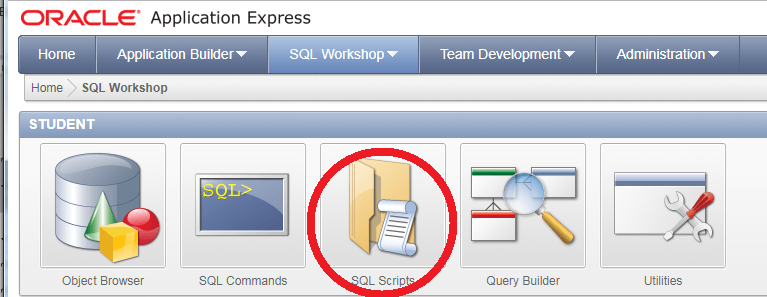 ORACLE Application Express
Home Application Builder SQL Workshop Team Development Administration
Home SQL Workshop
STUDENT
SQL>
Object Browser SQL Commands SQL Scripts Query Builder Utilities